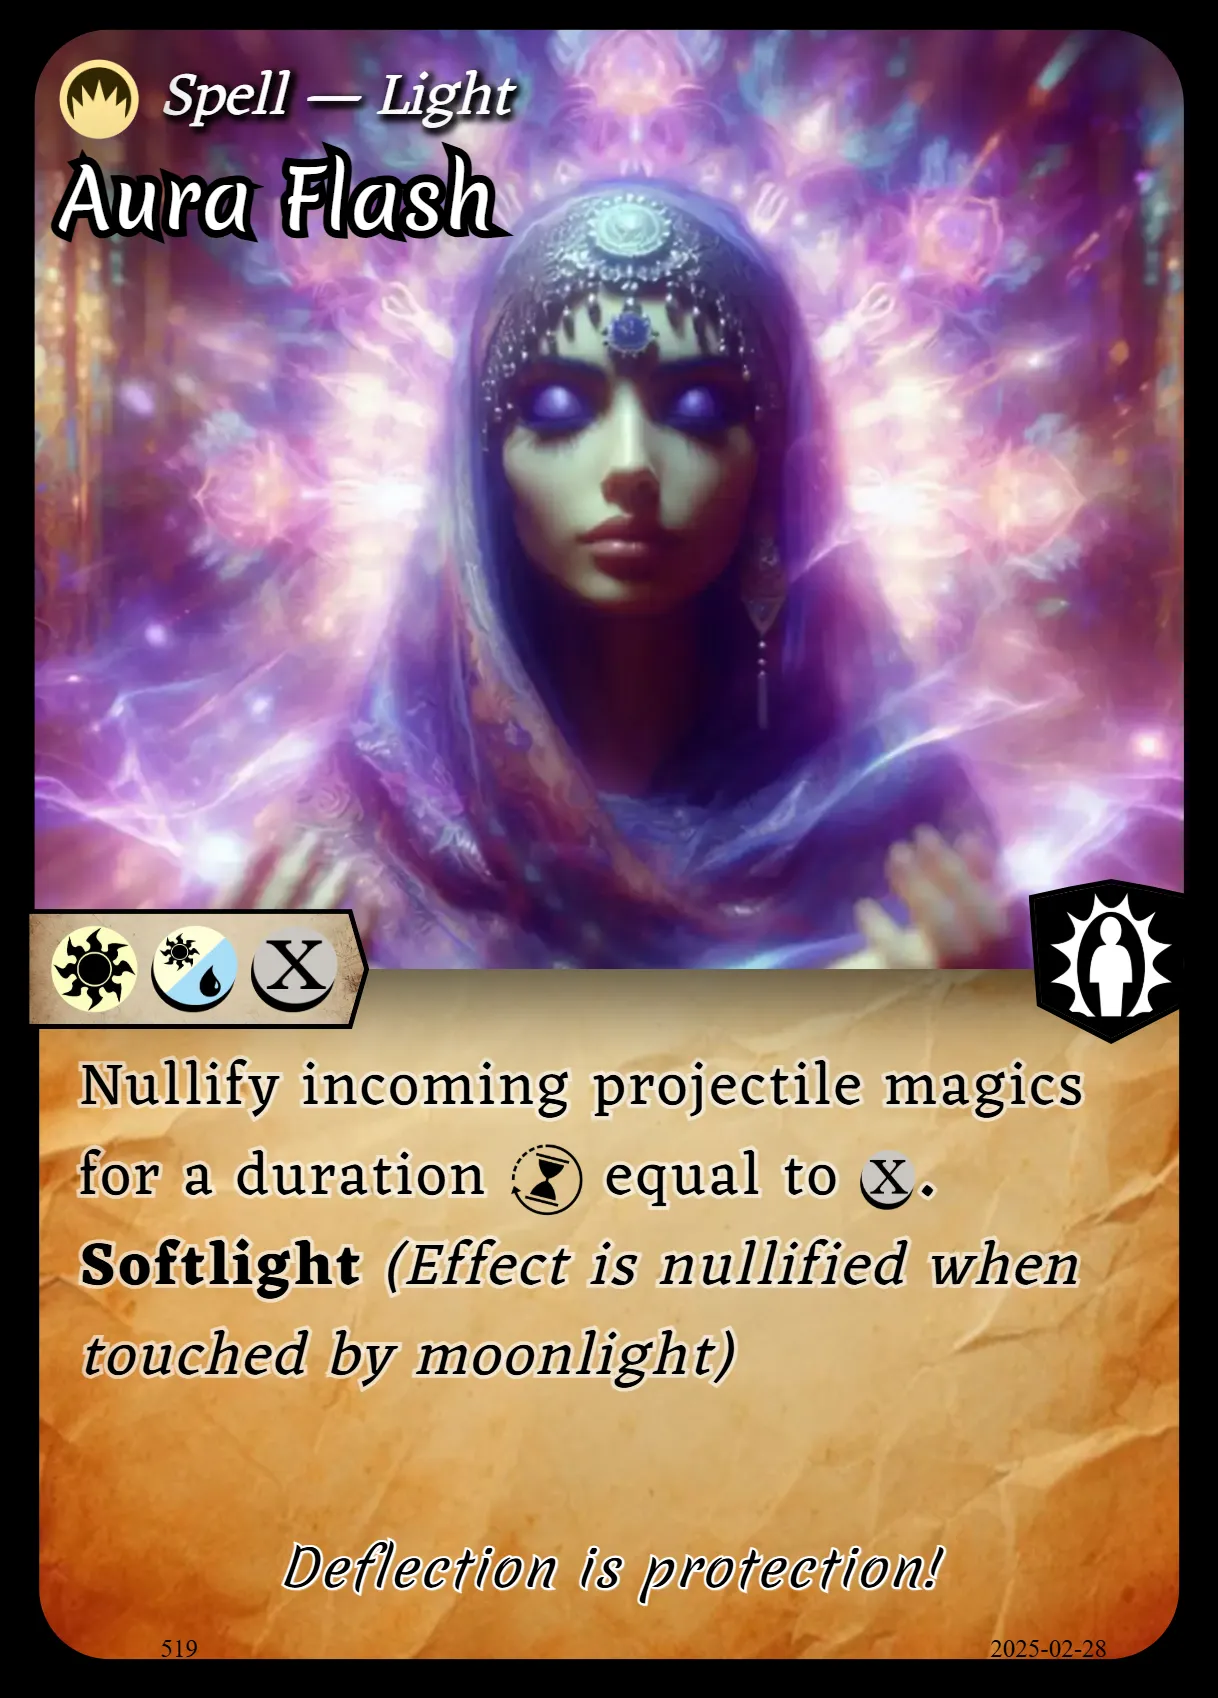 Spell — Light
Aura Flash
X
Nullify incoming projectile magics
for a duration equal to X.
Softlight (Effect is nullified when
touched by moonlight)
Deflection is protection!
519
2025-02-28